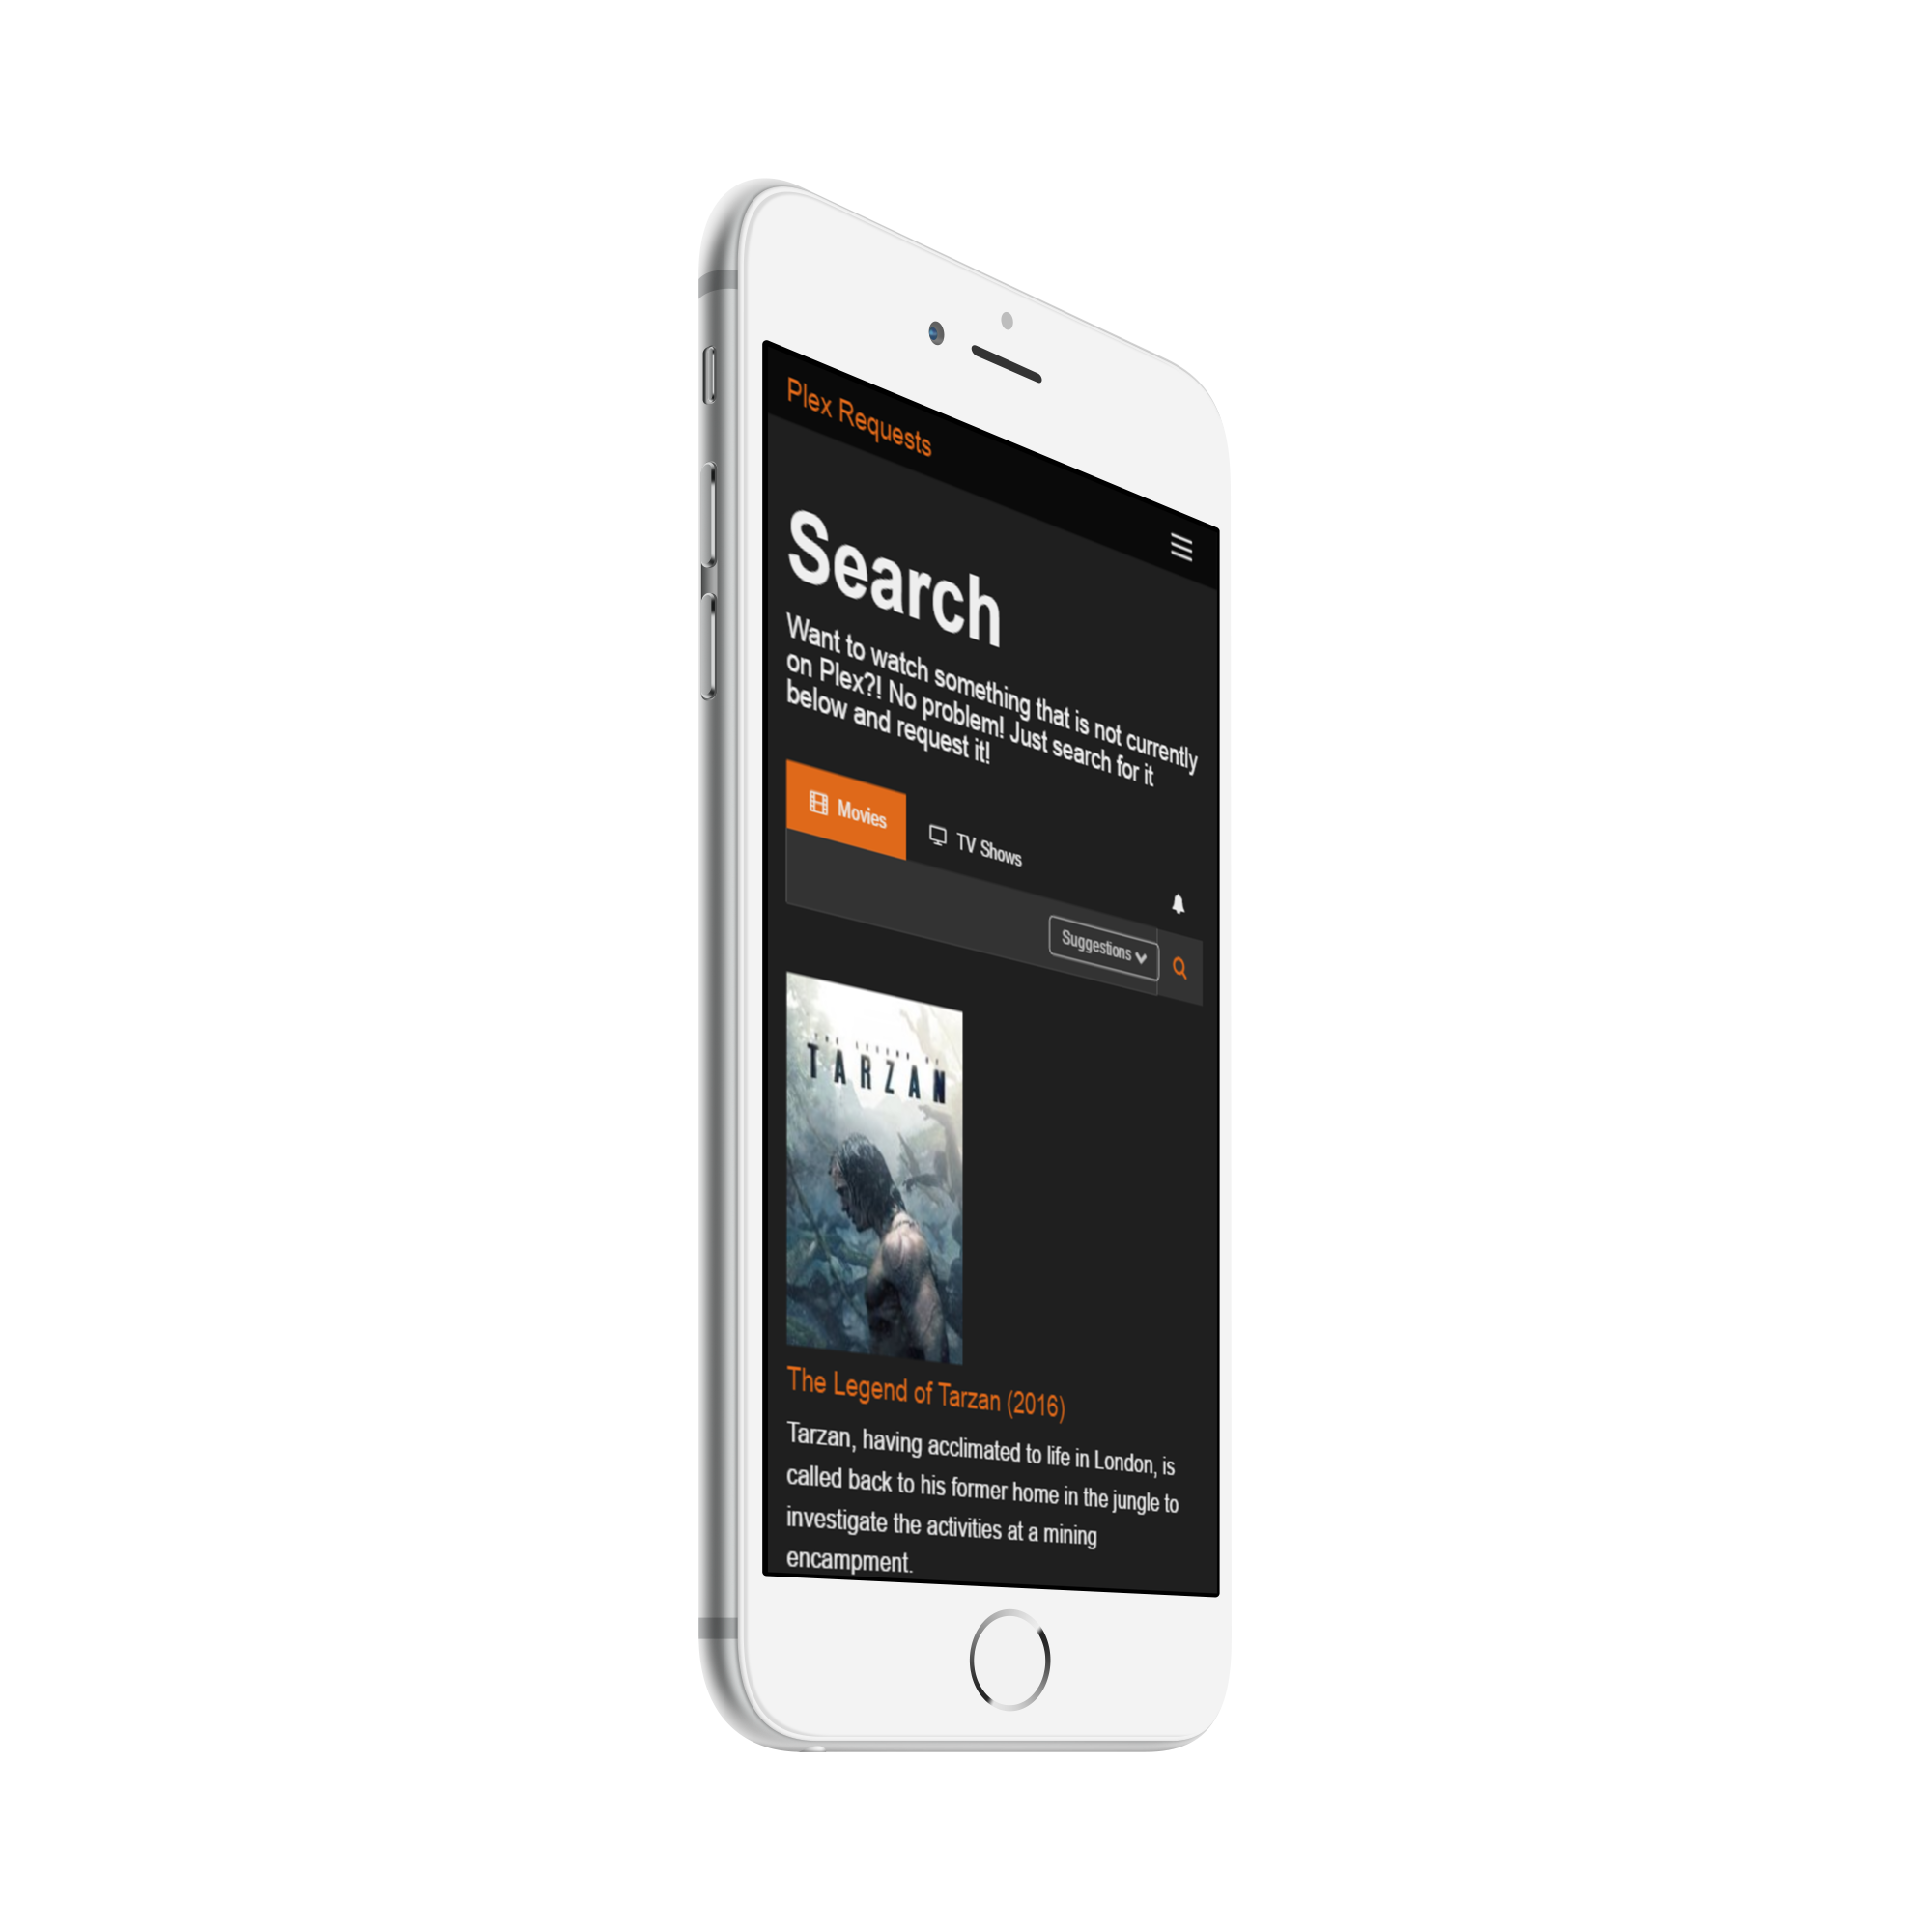 Plex Requests
Search
Want to watch something that is not currently
on Plex?! No problem! Just search for it
below and request it!
Movies
TV Shows
Suggestions
THE LEGEND OF
TARZAN
The Legend of Tarzan (2016)
Tarzan, having acclimated to life in London, is
called back to his former home in the jungle to
investigate the activities at a mining
encampment.